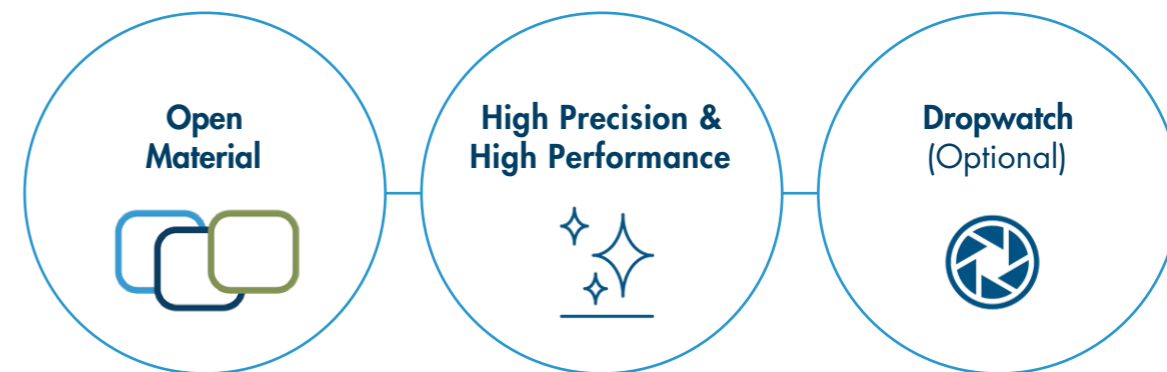 Open
Material
High Precision &
High Performance
Dropwatch
(Optional)